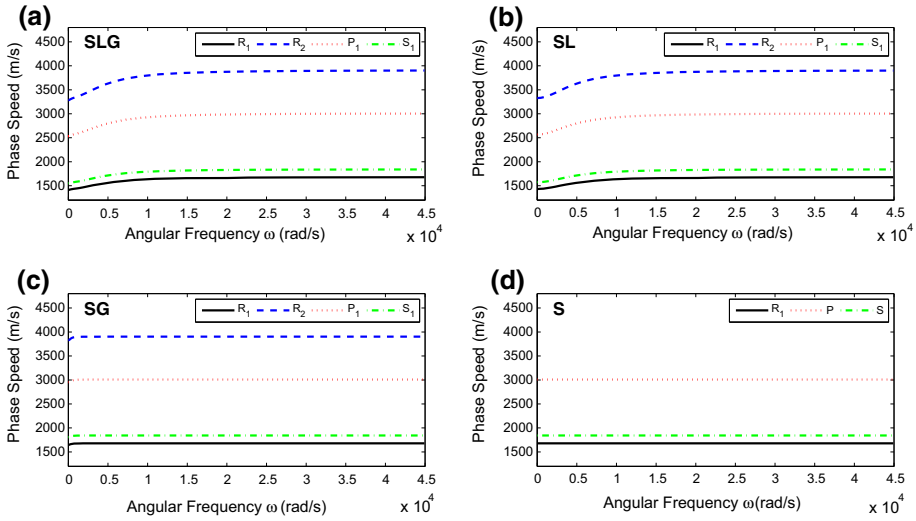 (a)
SLG
R1 R2 P1 S1
4500
4000
3500
3000
2500
2000
1500
Phase Speed (m/s)
0 0.5 1 1.5 2 2.5 3 3.5 4 4.5
Angular Frequency ω (rad/s)
x 10^4
(b)
SL
R1 R2 P1 S1
4500
4000
3500
3000
2500
2000
1500
Phase Speed (m/s)
0 0.5 1 1.5 2 2.5 3 3.5 4 4.5
Angular Frequency ω (rad/s)
x 10^4
(c)
SG
R1 R2 P1 S1
4500
4000
3500
3000
2500
2000
1500
Phase Speed (m/s)
0 0.5 1 1.5 2 2.5 3 3.5 4 4.5
Angular Frequency ω (rad/s)
x 10^4
(d)
S
R1 P S
4500
4000
3500
3000
2500
2000
1500
Phase Speed (m/s)
0 0.5 1 1.5 2 2.5 3 3.5 4 4.5
Angular Frequency ω(rad/s)
x 10^4